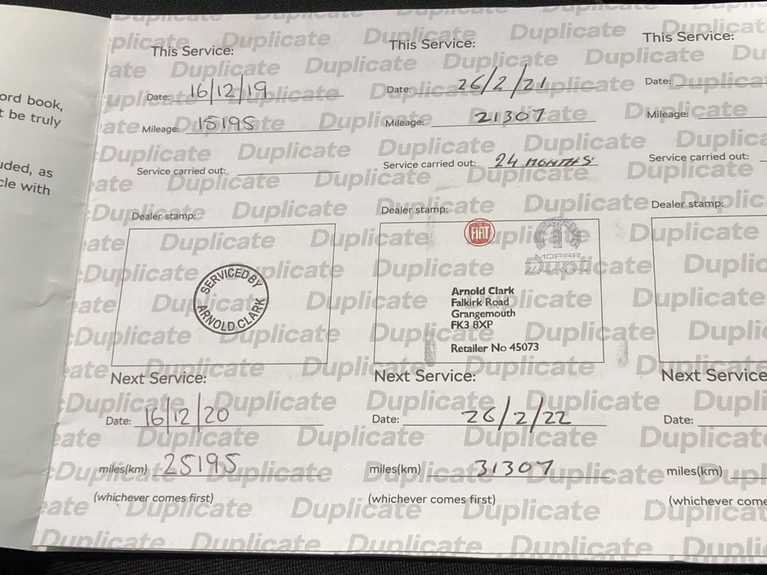 ord book,
t be truly
uded, as
cle with
This Service:
Date: 16/12/19
Mileage: 15195
Service carried out:
Dealer stamp:
SERVICED BY
ARNOLD CLARK
Next Service:
Date: 16/12/20
miles(km) 25195
(whichever comes first)
This Service:
Date: 26/2/21
Mileage: 21307
Service carried out: 24 MONTHS
Dealer stamp:
FIAT
MOPAR
Arnold Clark
Falkirk Road
Grangemouth
FK3 8XP
Retailer No 45073
Next Service:
Date: 26/2/22
miles(km) 31307
(whichever comes first)
This Service:
Date:
Mileage:
Service carried out:
Dealer stamp:
Next Service
Date:
miles(km)
(whichever come
Duplicate